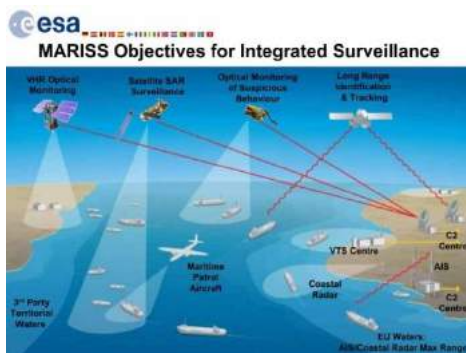 esa
MARISS Objectives for Integrated Surveillance
VHR Optical
Monitoring
Satellite SAR
Surveillance
Optical Monitoring
of Suspicious
Behaviour
Long Range
Identification
& Tracking
C2
Centre
VTS Centre
AIS
Maritime
Patrol
Aircraft
Coastal
Radar
C2
Centre
3rd Party
Territorial
Waters
EU Waters:
AIS/Coastal Radar Max Range